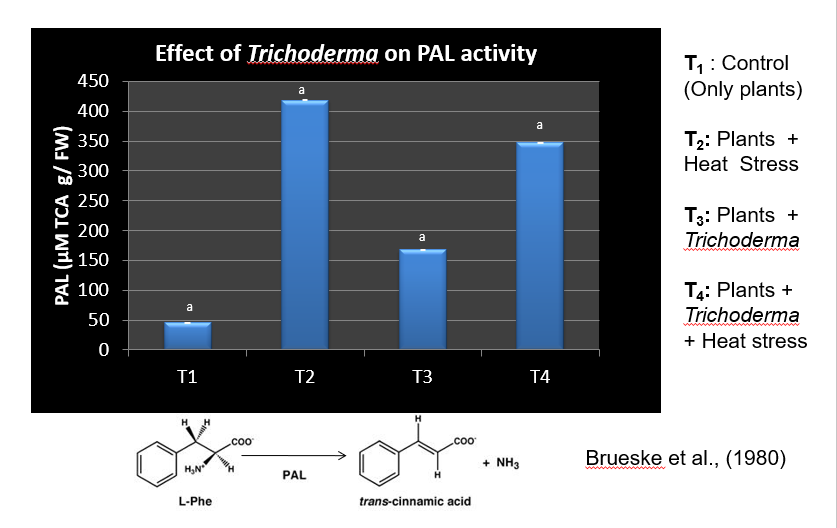 Effect of Trichoderma on PAL activity
PAL (µM TCA g/ FW)
450
400
350
300
250
200
150
100
50
0
a
a
a
a
T1
T2
T3
T4
T₁ : Control
(Only plants)
T₂: Plants +
Heat Stress
T₃: Plants +
Trichoderma
T₄: Plants +
Trichoderma
+ Heat stress
H H
COO⁻
H₃N⁺ H
L-Phe
PAL
H
COO⁻
H
trans-cinnamic acid
+ NH₃
Brueske et al., (1980)